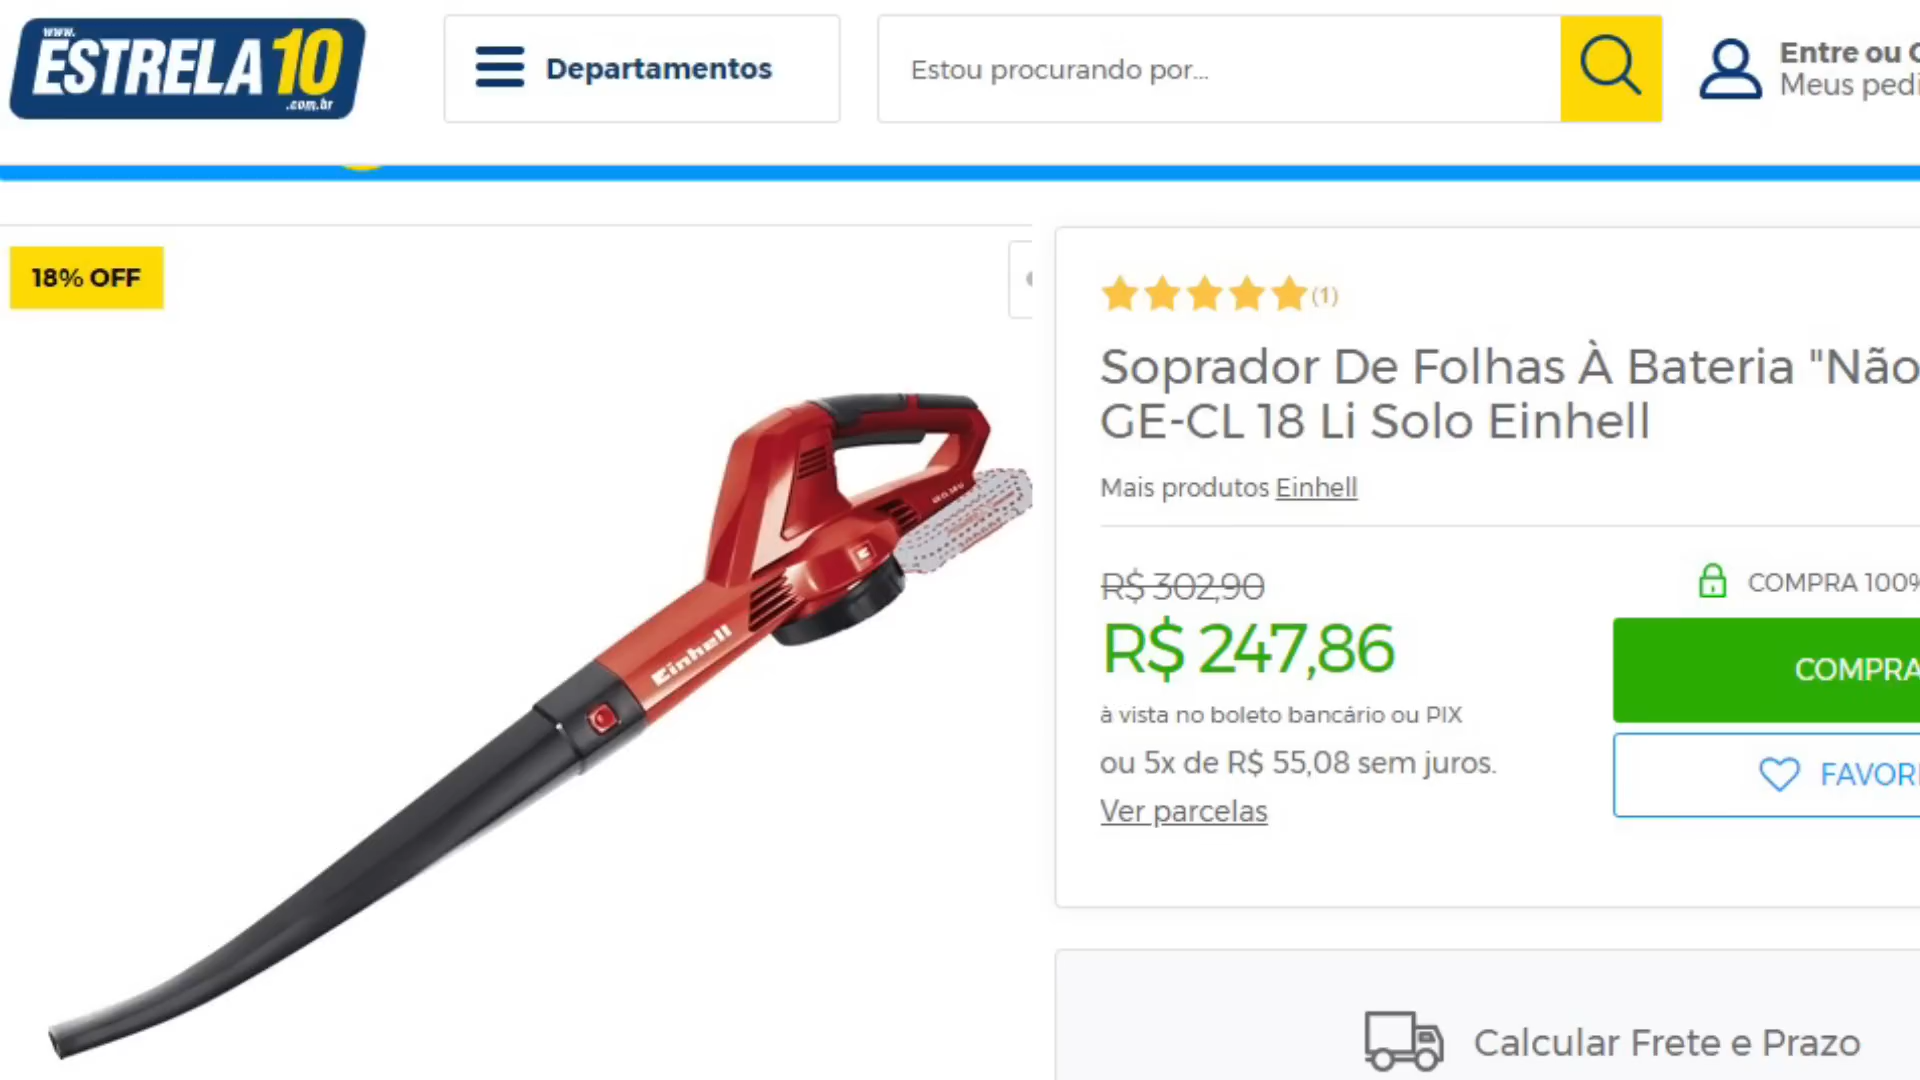 www.
ESTRELA10
.com.br
Departamentos
Estou procurando por...
Entre ou
Meus pedi
18% OFF
(1)
Soprador De Folhas À Bateria "Não
GE-CL 18 Li Solo Einhell
Mais produtos Einhell
R$ 302,90
R$ 247,86
à vista no boleto bancário ou PIX
ou 5x de R$ 55,08 sem juros.
Ver parcelas
COMPRA 100%
COMPRA
FAVORI
Einhell
Calcular Frete e Prazo